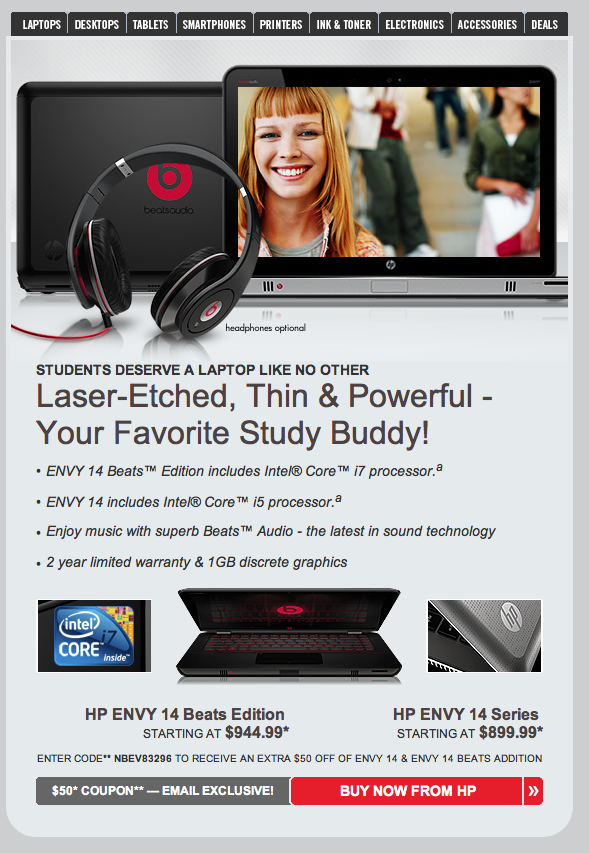 LAPTOPS DESKTOPS TABLETS SMARTPHONES PRINTERS INK & TONER ELECTRONICS ACCESSORIES DEALS
beatsaudio
hp
headphones optional
STUDENTS DESERVE A LAPTOP LIKE NO OTHER
Laser-Etched, Thin & Powerful -
Your Favorite Study Buddy!
• ENVY 14 Beats™ Edition includes Intel® Core™ i7 processor.a
• ENVY 14 includes Intel® Core™ i5 processor.a
• Enjoy music with superb Beats™ Audio - the latest in sound technology
• 2 year limited warranty & 1GB discrete graphics
intel®
CORE™ i7
inside™
hp
HP ENVY 14 Beats Edition
STARTING AT $944.99*
HP ENVY 14 Series
STARTING AT $899.99*
ENTER CODE** NBEV83296 TO RECEIVE AN EXTRA $50 OFF OF ENVY 14 & ENVY 14 BEATS ADDITION
$50* COUPON** — EMAIL EXCLUSIVE!
BUY NOW FROM HP »